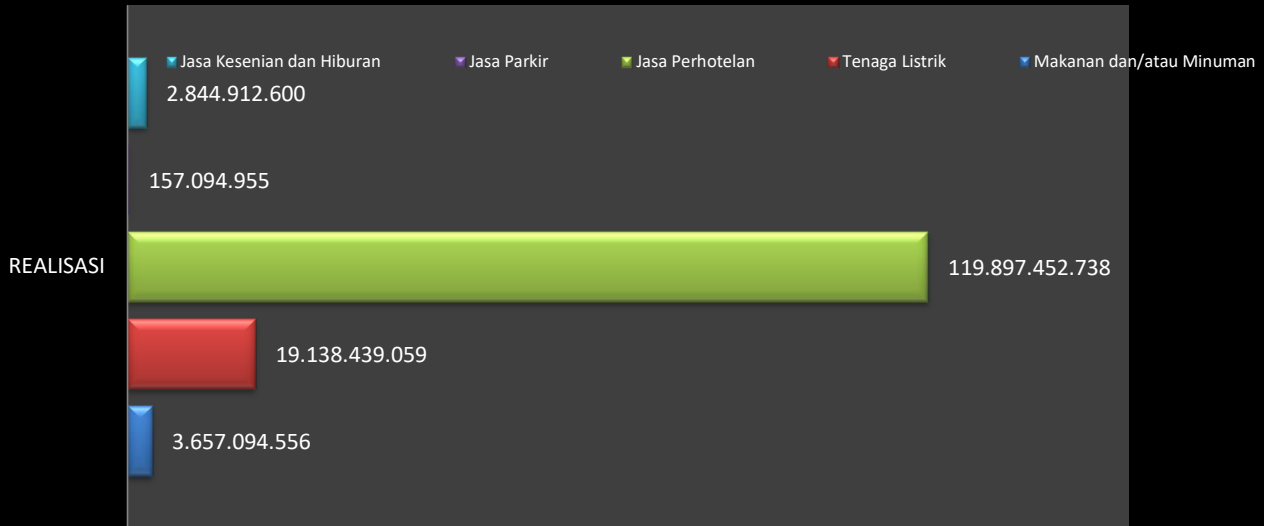 Jasa Kesenian dan Hiburan Jasa Parkir Jasa Perhotelan Tenaga Listrik Makanan dan/atau Minuman
2.844.912.600
157.094.955
REALISASI 119.897.452.738
19.138.439.059
3.657.094.556